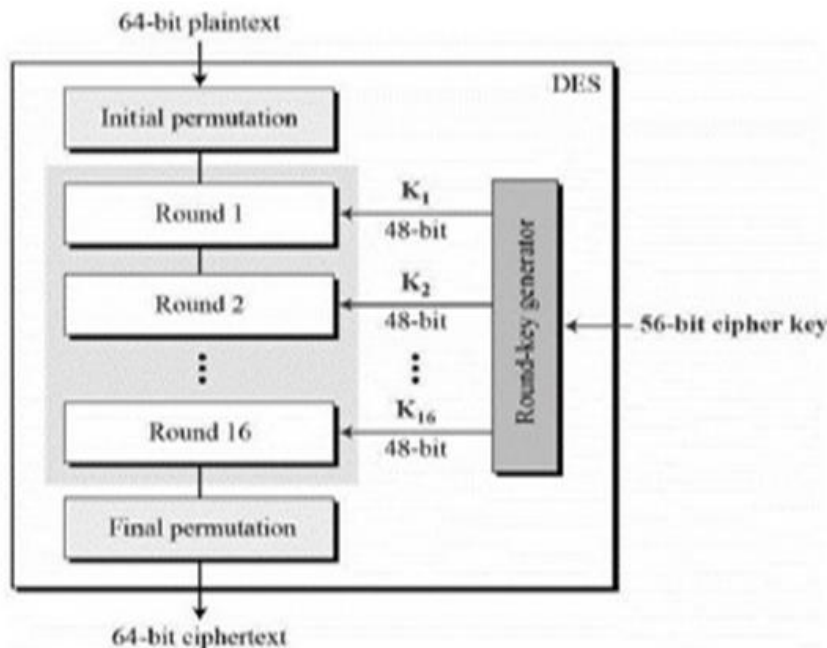 64-bit plaintext
DES
Initial permutation
Round 1
K1
48-bit
Round 2
K2
48-bit
Round-key generator
56-bit cipher key
Round 16
K16
48-bit
Final permutation
64-bit ciphertext